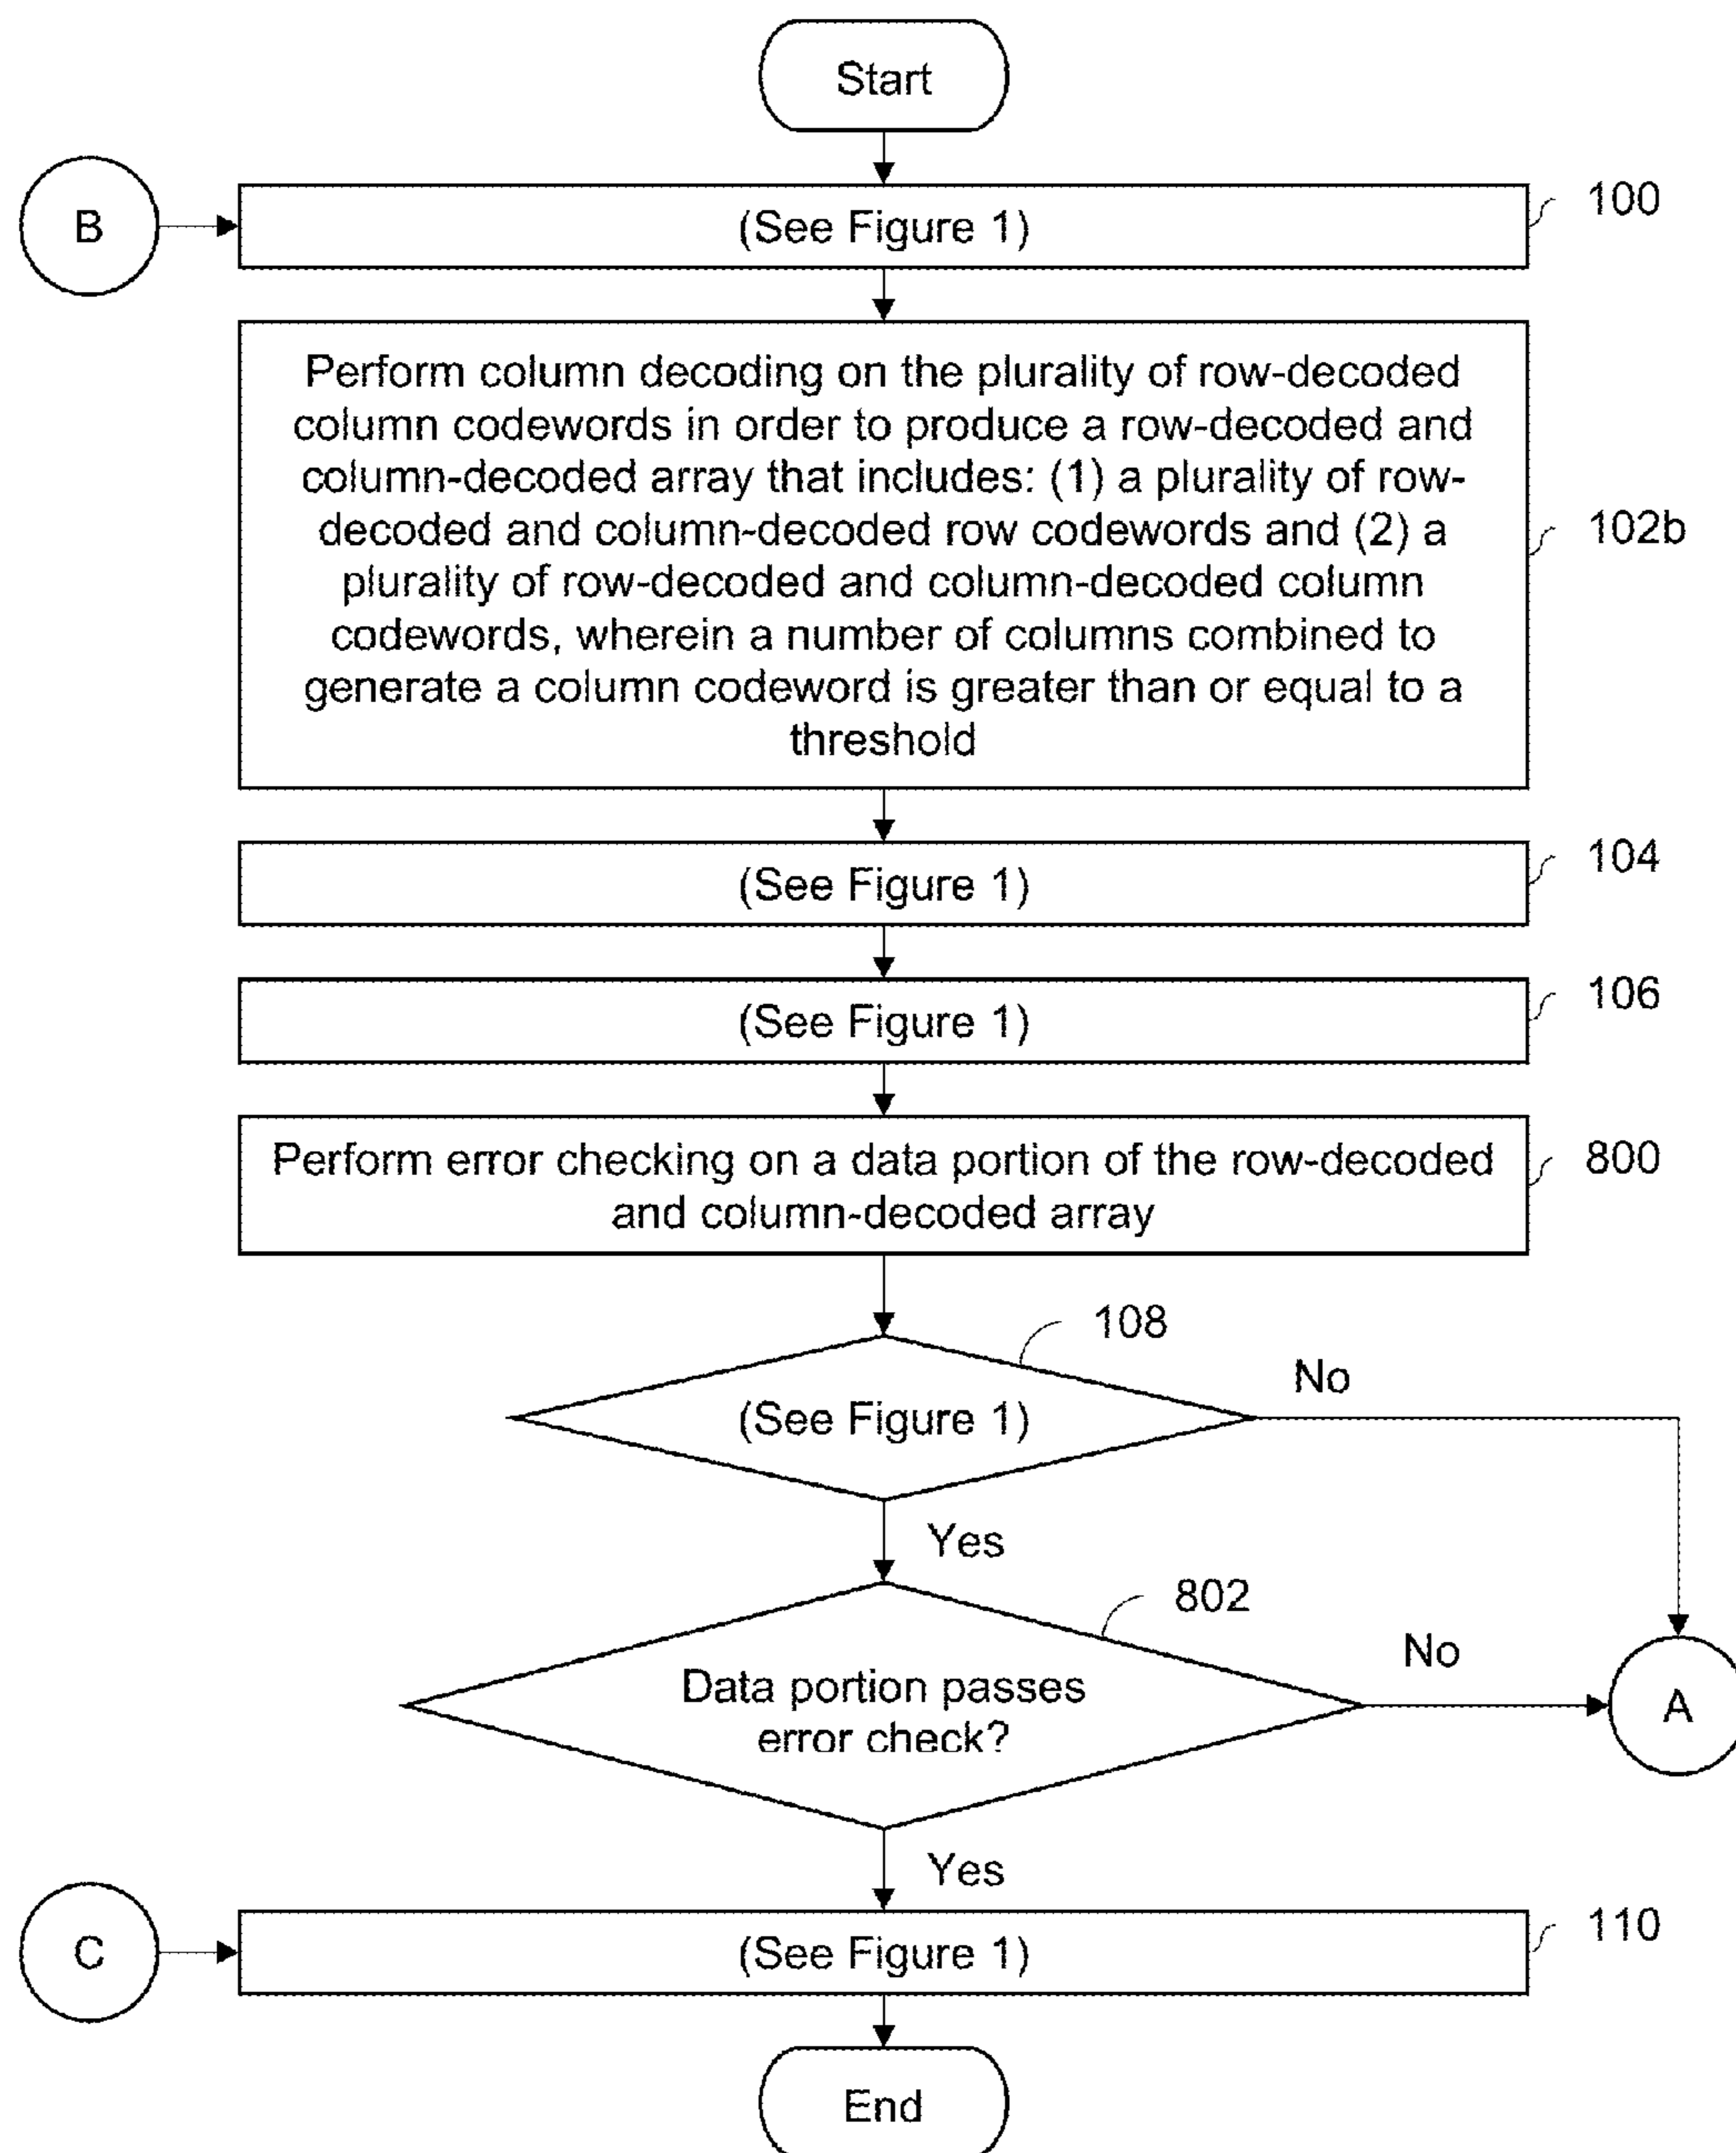 Start
B
(See Figure 1)
100
Perform column decoding on the plurality of row-decoded
column codewords in order to produce a row-decoded and
column-decoded array that includes: (1) a plurality of row-
decoded and column-decoded row codewords and (2) a
plurality of row-decoded and column-decoded column
codewords, wherein a number of columns combined to
generate a column codeword is greater than or equal to a
threshold
102b
(See Figure 1)
104
(See Figure 1)
106
Perform error checking on a data portion of the row-decoded
and column-decoded array
800
108
(See Figure 1)
No
Yes
802
Data portion passes
error check?
No
A
Yes
C
(See Figure 1)
110
End